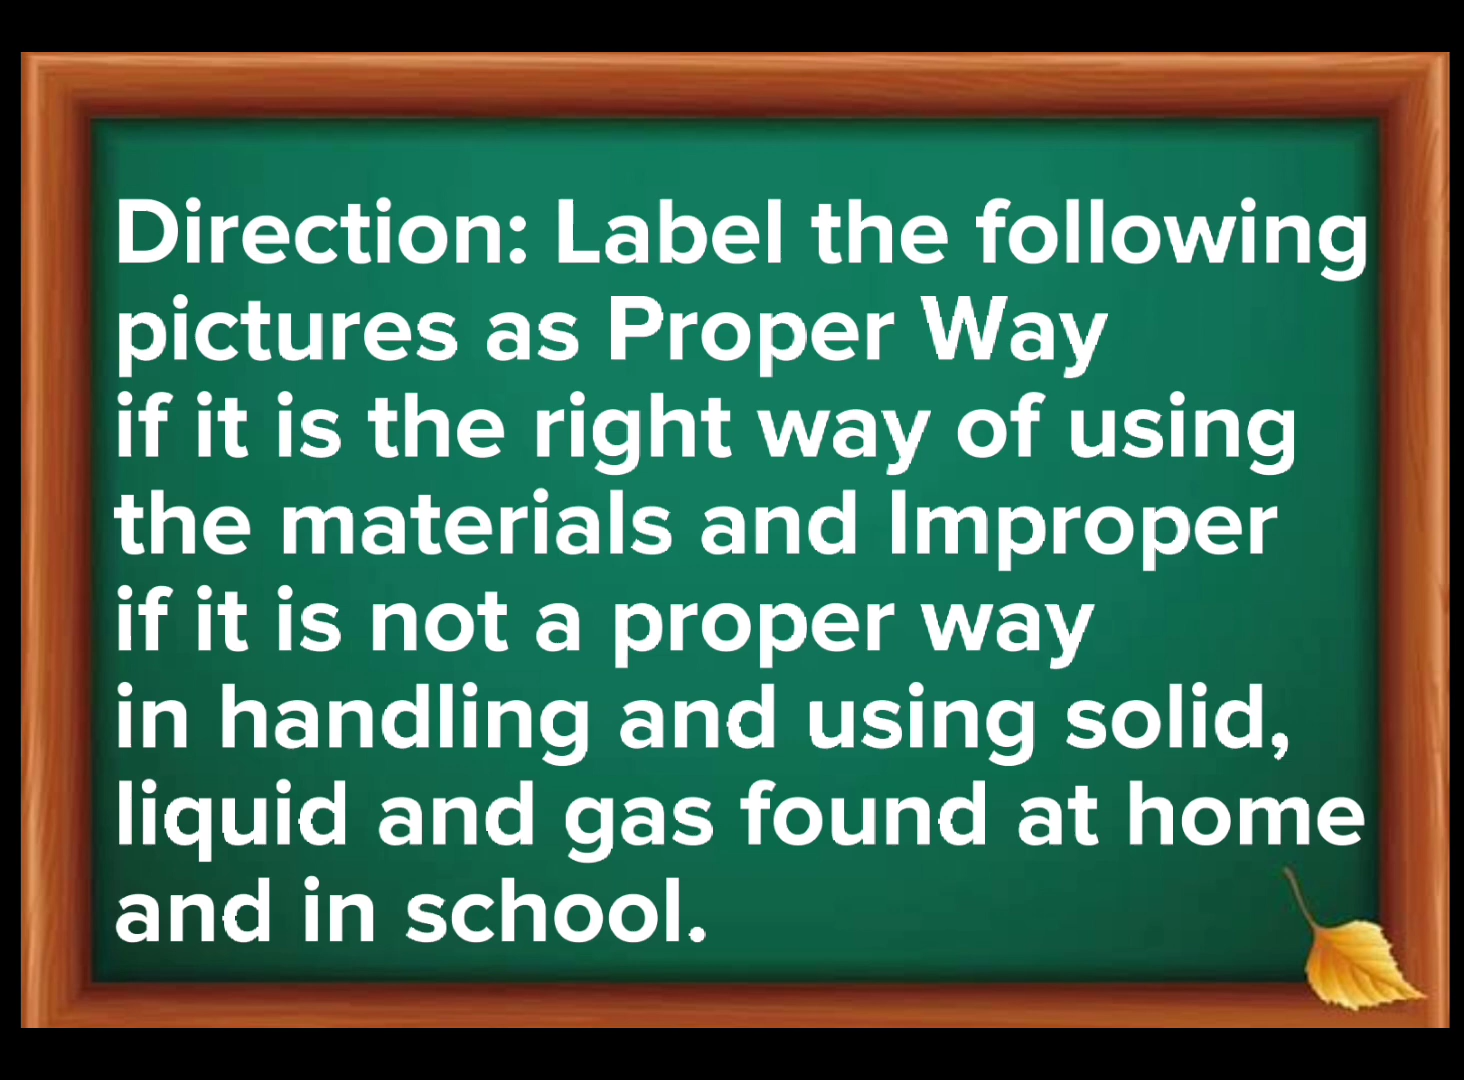 Direction: Label the following
pictures as Proper Way
if it is the right way of using
the materials and Improper
if it is not a proper way
in handling and using solid,
liquid and gas found at home
and in school.